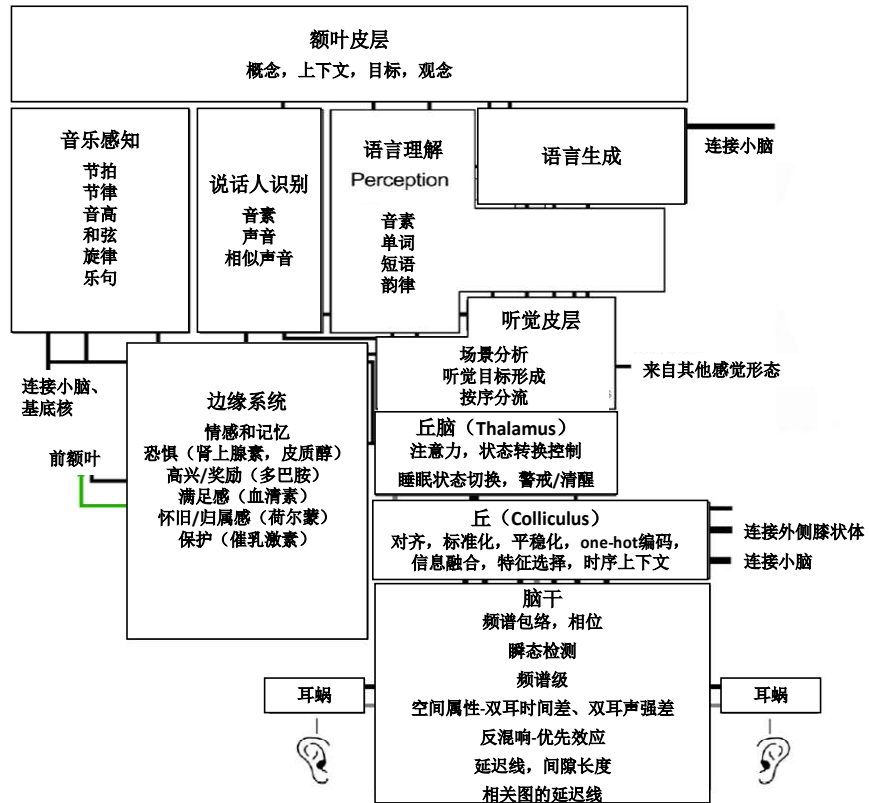 额叶皮层
概念，上下文，目标，观念
音乐感知
节拍
节律
音高
和弦
旋律
乐句
说话人识别
音素
声音
相似声音
语言理解
Perception
音素
单词
短语
韵律
语言生成
连接小脑
听觉皮层
场景分析
听觉目标形成
按序分流
来自其他感觉形态
连接小脑、
基底核
前额叶
边缘系统
情感和记忆
恐惧（肾上腺素，皮质醇）
高兴/奖励（多巴胺）
满足感（血清素）
怀旧/归属感（荷尔蒙）
保护（催乳激素）
丘脑（Thalamus）
注意力，状态转换控制
睡眠状态切换，警戒/清醒
丘（Colliculus）
对齐，标准化，平稳化，one-hot编码，
信息融合，特征选择，时序上下文
连接外侧膝状体
连接小脑
脑干
频谱包络，相位
瞬态检测
频谱级
空间属性-双耳时间差、双耳声强差
反混响-优先效应
延迟线，间隙长度
相关图的延迟线
耳蜗
耳蜗